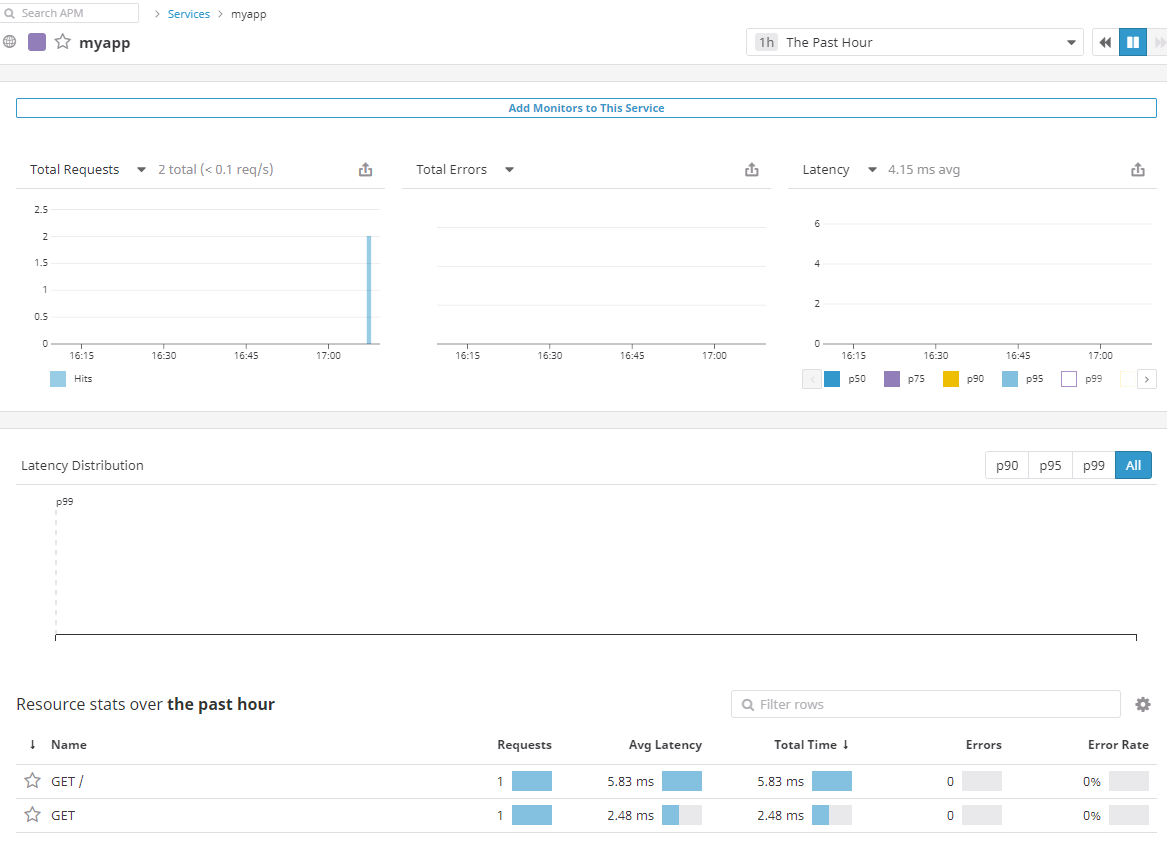 Search APM > Services > myapp
myapp
1h The Past Hour
Add Monitors to This Service
Total Requests 2 total (< 0.1 req/s)
2.5
2
1.5
1
0.5
0
16:15 16:30 16:45 17:00
Hits
Total Errors
16:15 16:30 16:45 17:00
Latency 4.15 ms avg
6
4
2
0
16:15 16:30 16:45 17:00
p50 p75 p90 p95 p99
Latency Distribution
p90 p95 p99 All
p99
Resource stats over the past hour
Filter rows
↓ Name Requests Avg Latency Total Time ↓ Errors Error Rate
GET / 1 5.83 ms 5.83 ms 0 0%
GET 1 2.48 ms 2.48 ms 0 0%